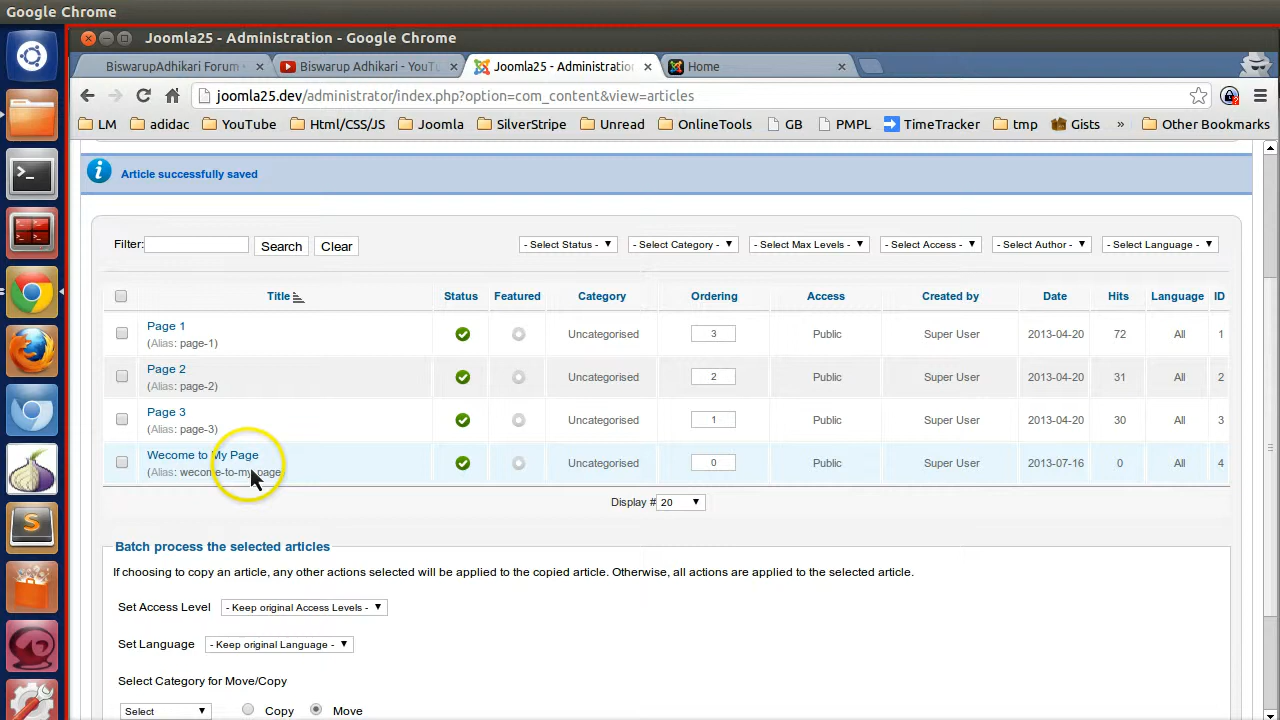 Google Chrome
Joomla25 - Administration - Google Chrome
BiswarupAdhikari Forum
Biswarup Adhikari - YouTu
Joomla25 - Administration
Home
joomla25.dev/administrator/index.php?option=com_content&view=articles
LM adidac YouTube Html/CSS/JS Joomla SilverStripe Unread OnlineTools GB PMPL TimeTracker tmp Gists » Other Bookmarks
Article successfully saved
Filter: Search Clear - Select Status - - Select Category - - Select Max Levels - - Select Access - - Select Author - - Select Language -
Title Status Featured Category Ordering Access Created by Date Hits Language ID
Page 1 Uncategorised 3 Public Super User 2013-04-20 72 All 1
(Alias: page-1)
Page 2 Uncategorised 2 Public Super User 2013-04-20 31 All 2
(Alias: page-2)
Page 3 Uncategorised 1 Public Super User 2013-04-20 30 All 3
(Alias: page-3)
Wecome to My Page Uncategorised 0 Public Super User 2013-07-16 0 All 4
(Alias: wecome-to-my-page)
Display # 20
Batch process the selected articles
If choosing to copy an article, any other actions selected will be applied to the copied article. Otherwise, all actions are applied to the selected article.
Set Access Level - Keep original Access Levels -
Set Language - Keep original Language -
Select Category for Move/Copy
Select Copy Move